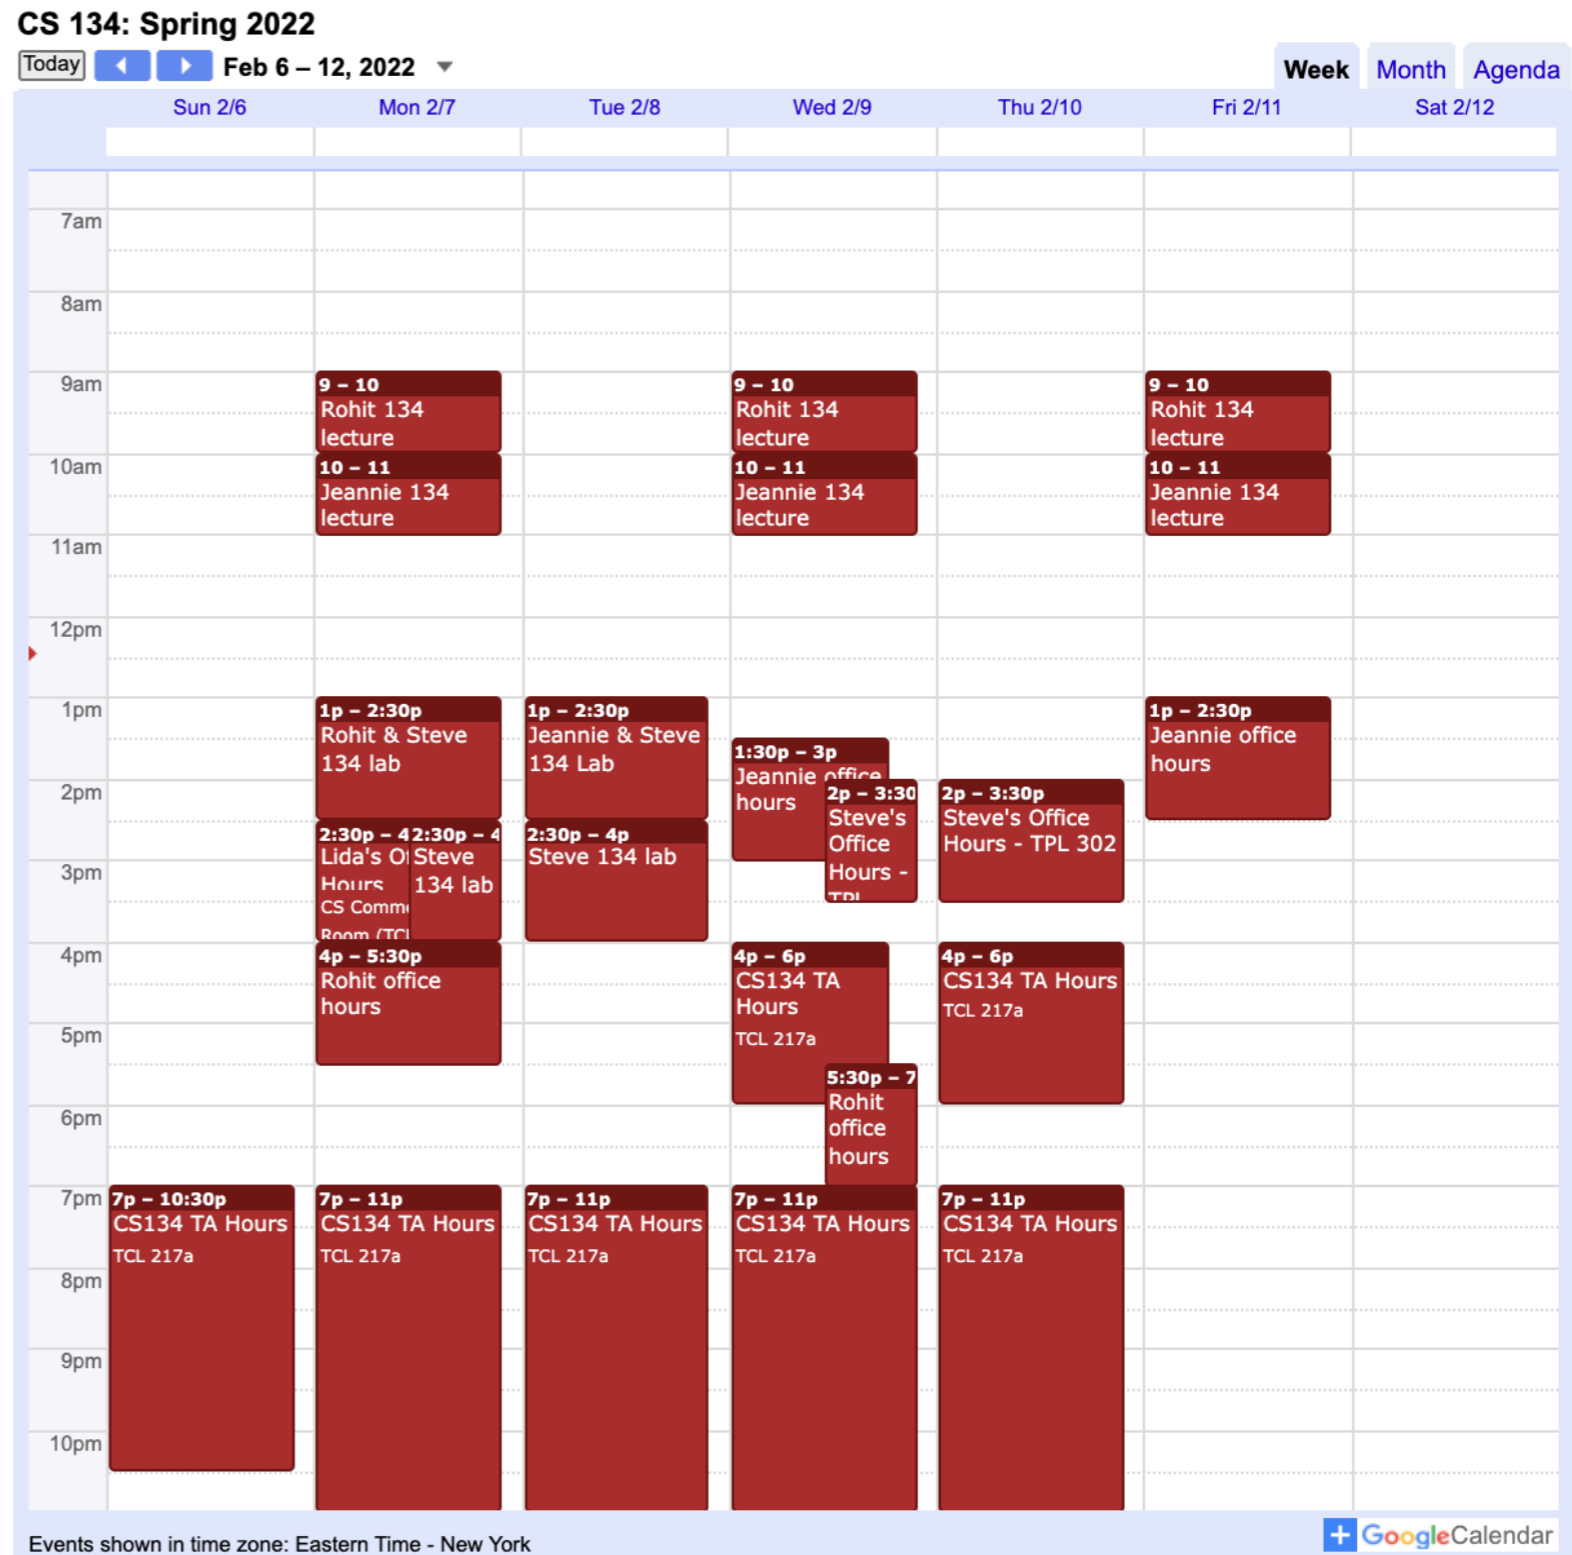 CS 134: Spring 2022
Today
Feb 6 – 12, 2022
Week
Month
Agenda
Sun 2/6
Mon 2/7
Tue 2/8
Wed 2/9
Thu 2/10
Fri 2/11
Sat 2/12
7am
8am
9am
10am
11am
12pm
1pm
2pm
3pm
4pm
5pm
6pm
7pm
8pm
9pm
10pm
7p – 10:30p
CS134 TA Hours
TCL 217a
9 – 10
Rohit 134
lecture
10 – 11
Jeannie 134
lecture
1p – 2:30p
Rohit & Steve
134 lab
2:30p – 4
Lida's Of
Hours
CS Commo
Room (TCL
2:30p – 4
Steve
134 lab
4p – 5:30p
Rohit office
hours
7p – 11p
CS134 TA Hours
TCL 217a
1p – 2:30p
Jeannie & Steve
134 Lab
2:30p – 4p
Steve 134 lab
7p – 11p
CS134 TA Hours
TCL 217a
9 – 10
Rohit 134
lecture
10 – 11
Jeannie 134
lecture
1:30p – 3p
Jeannie office
hours
2p – 3:30
Steve's
Office
Hours -
TPL
4p – 6p
CS134 TA
Hours
TCL 217a
5:30p – 7
Rohit
office
hours
7p – 11p
CS134 TA Hours
TCL 217a
2p – 3:30p
Steve's Office
Hours - TPL 302
4p – 6p
CS134 TA Hours
TCL 217a
7p – 11p
CS134 TA Hours
TCL 217a
9 – 10
Rohit 134
lecture
10 – 11
Jeannie 134
lecture
1p – 2:30p
Jeannie office
hours
Events shown in time zone: Eastern Time - New York
GoogleCalendar